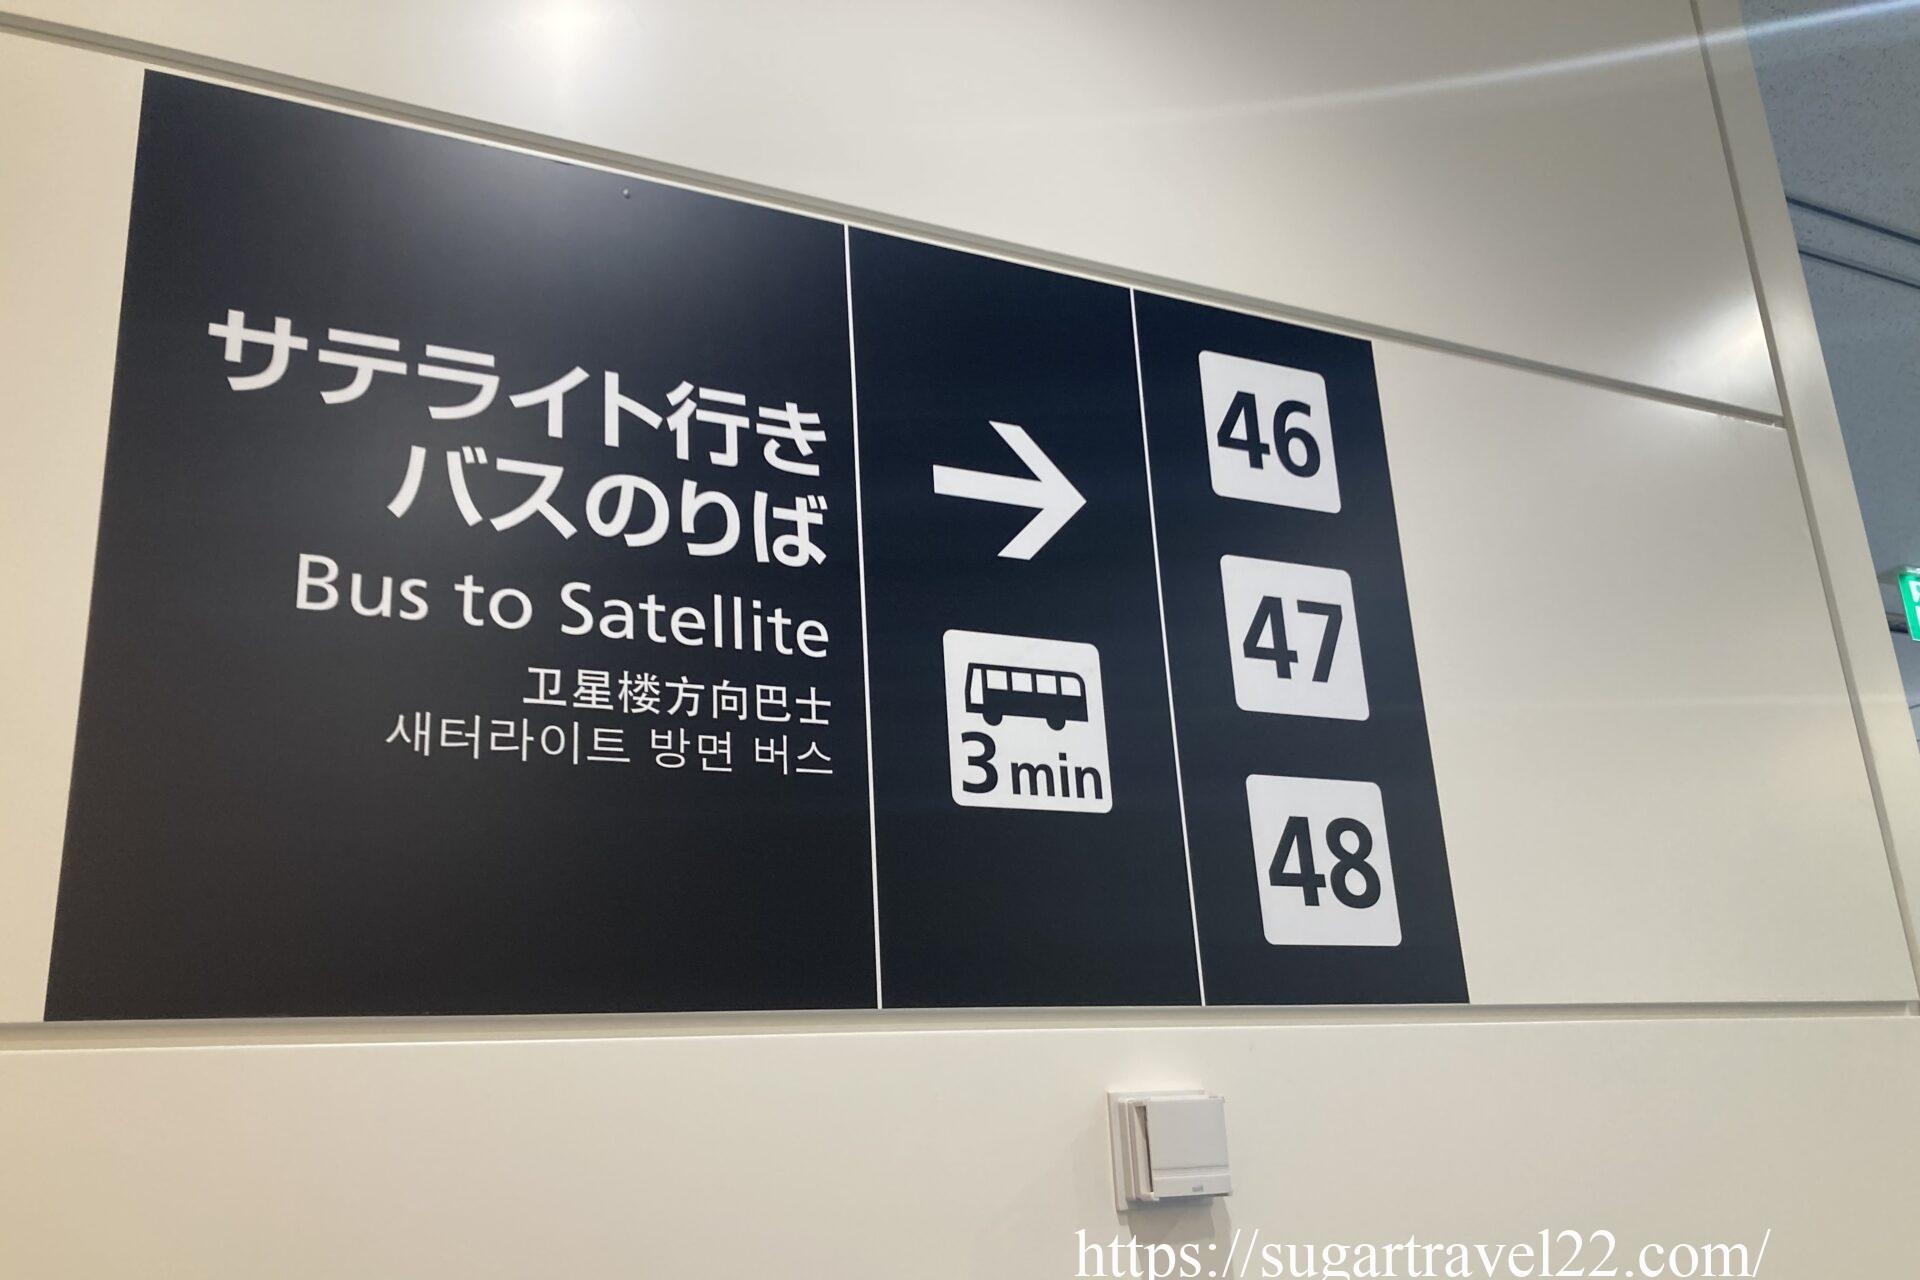 サテライト行き
バスのりば
Bus to Satellite
卫星楼方向巴士
새터라이트 방면 버스
3 min
46
47
48
https://sugartravel22.com/